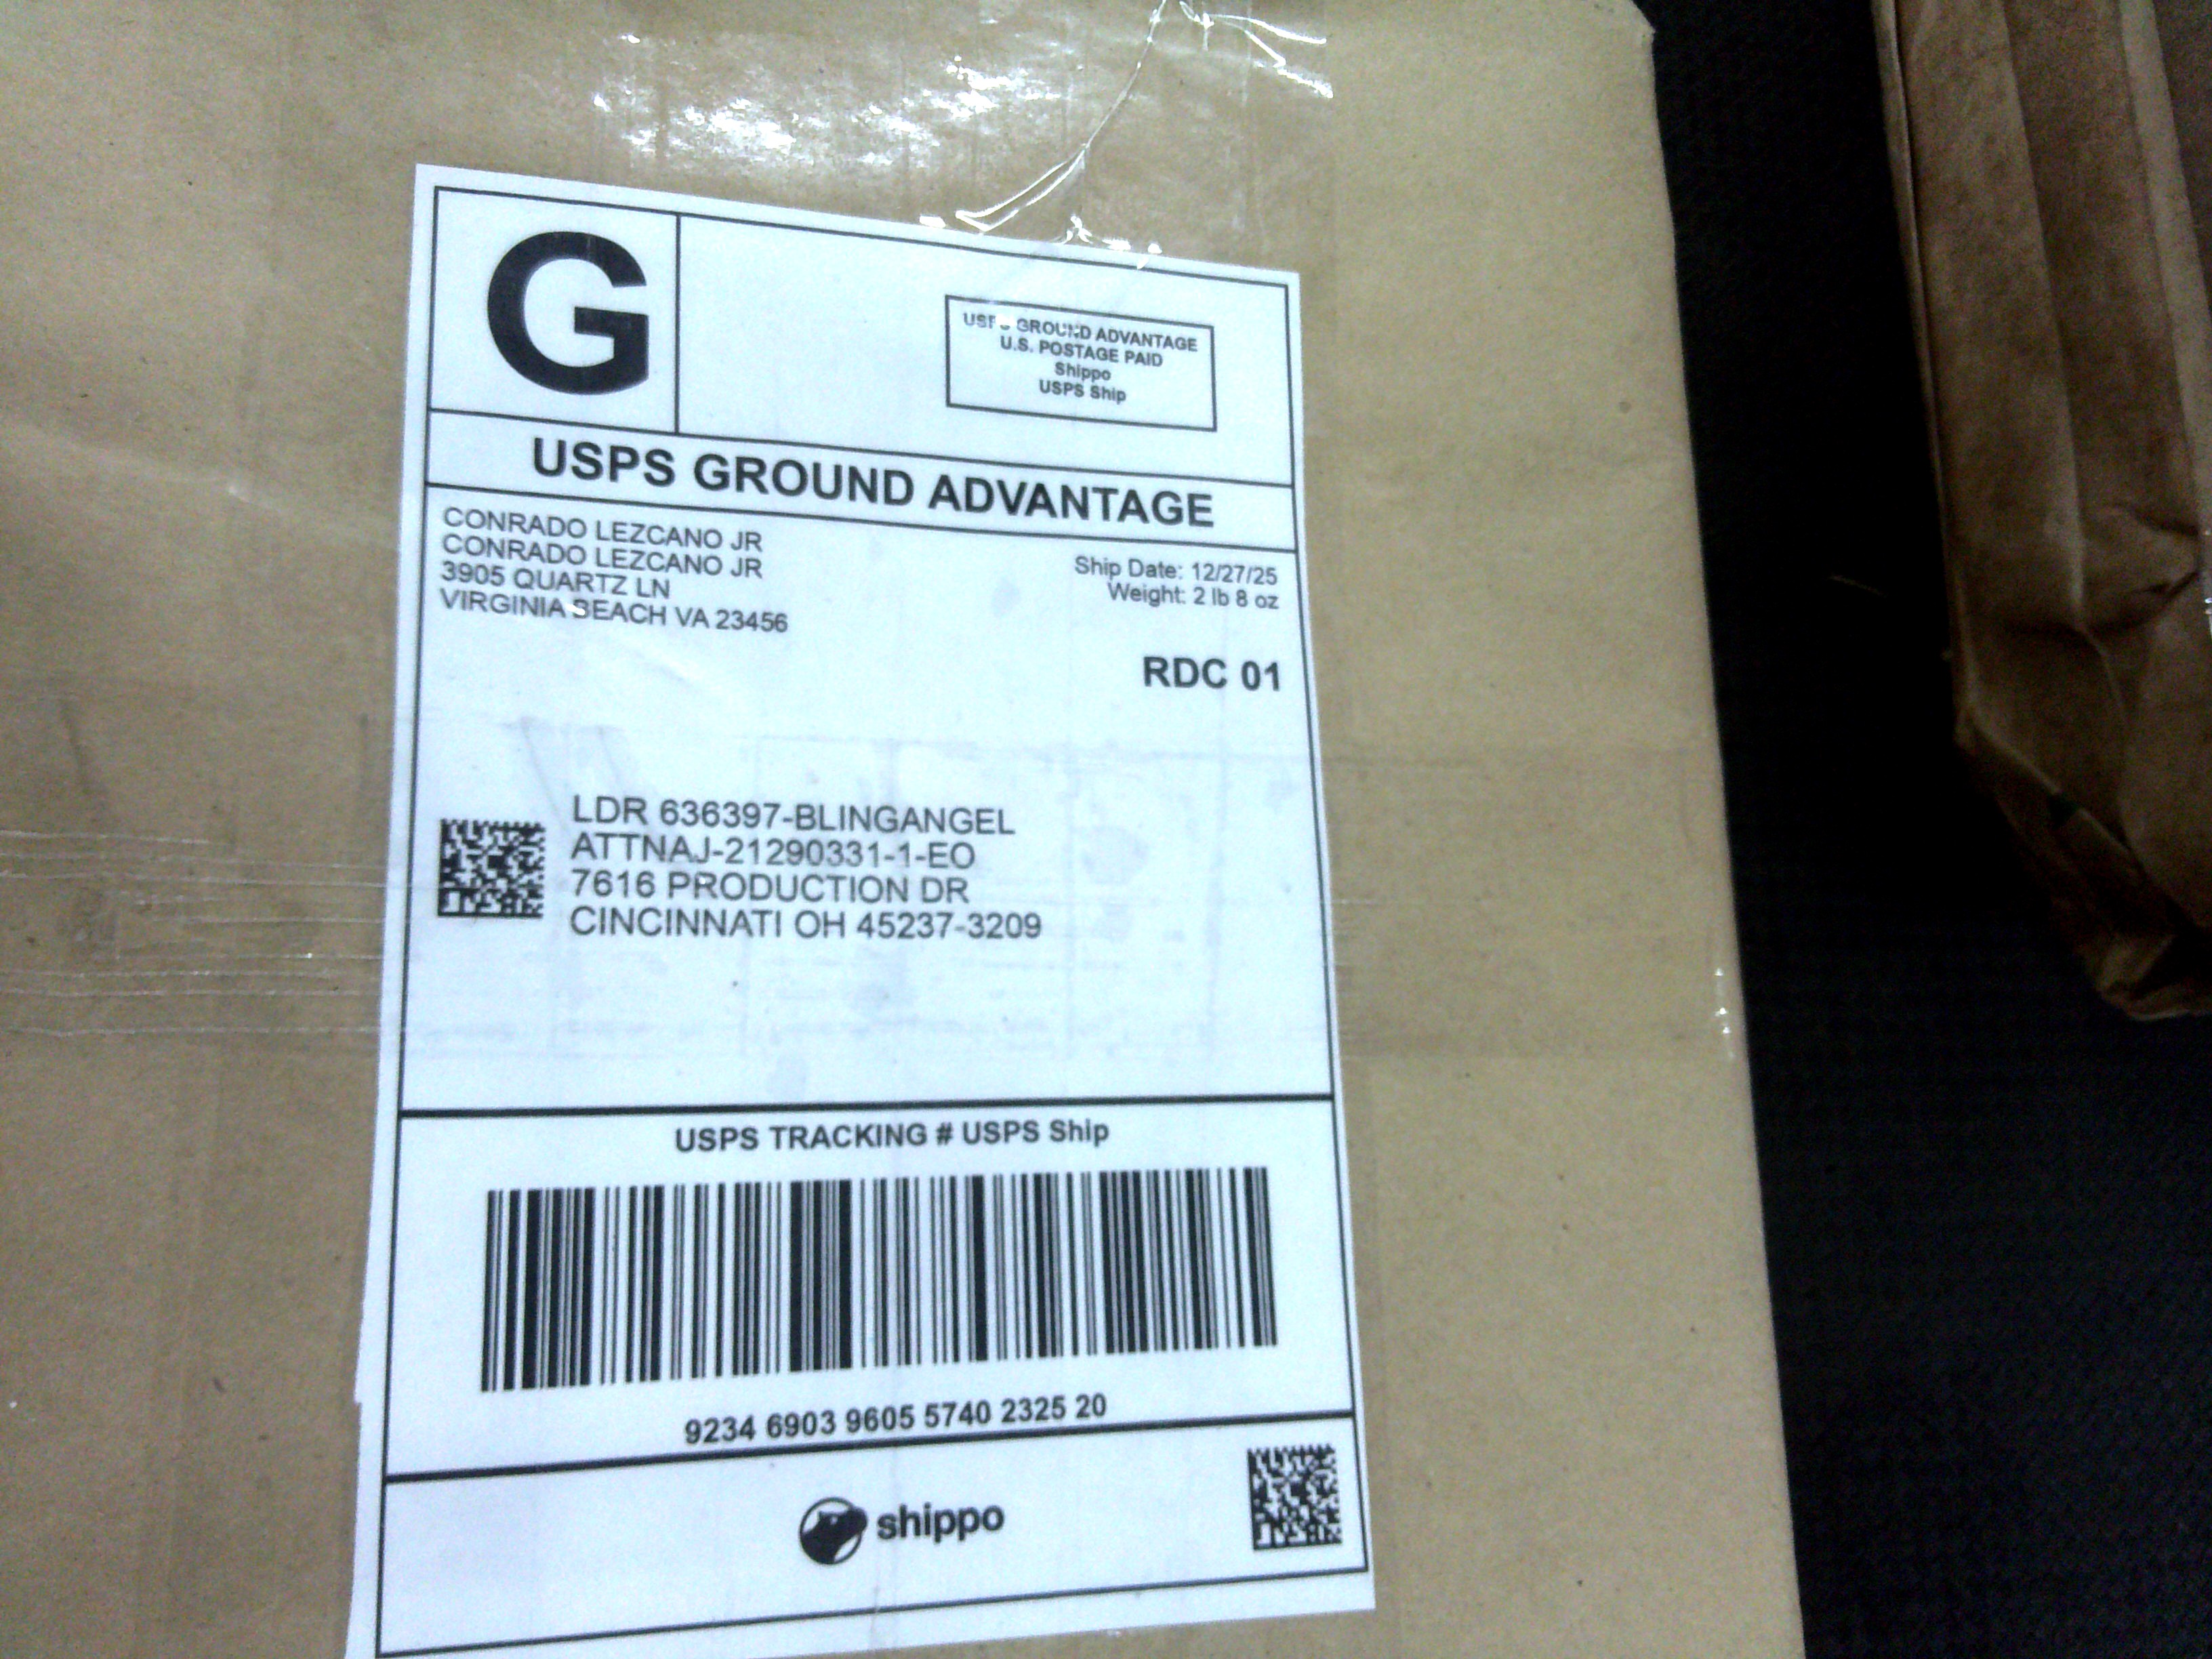 G
USPS GROUND ADVANTAGE
U.S. POSTAGE PAID
Shippo
USPS Ship
USPS GROUND ADVANTAGE
CONRADO LEZCANO JR
CONRADO LEZCANO JR
3905 QUARTZ LN
VIRGINIA BEACH VA 23456
Ship Date: 12/27/25
Weight: 2 lb 8 oz
RDC 01
LDR 636397-BLINGANGEL
ATTNAJ-21290331-1-EO
7616 PRODUCTION DR
CINCINNATI OH 45237-3209
USPS TRACKING # USPS Ship
9234 6903 9605 5740 2325 20
shippo